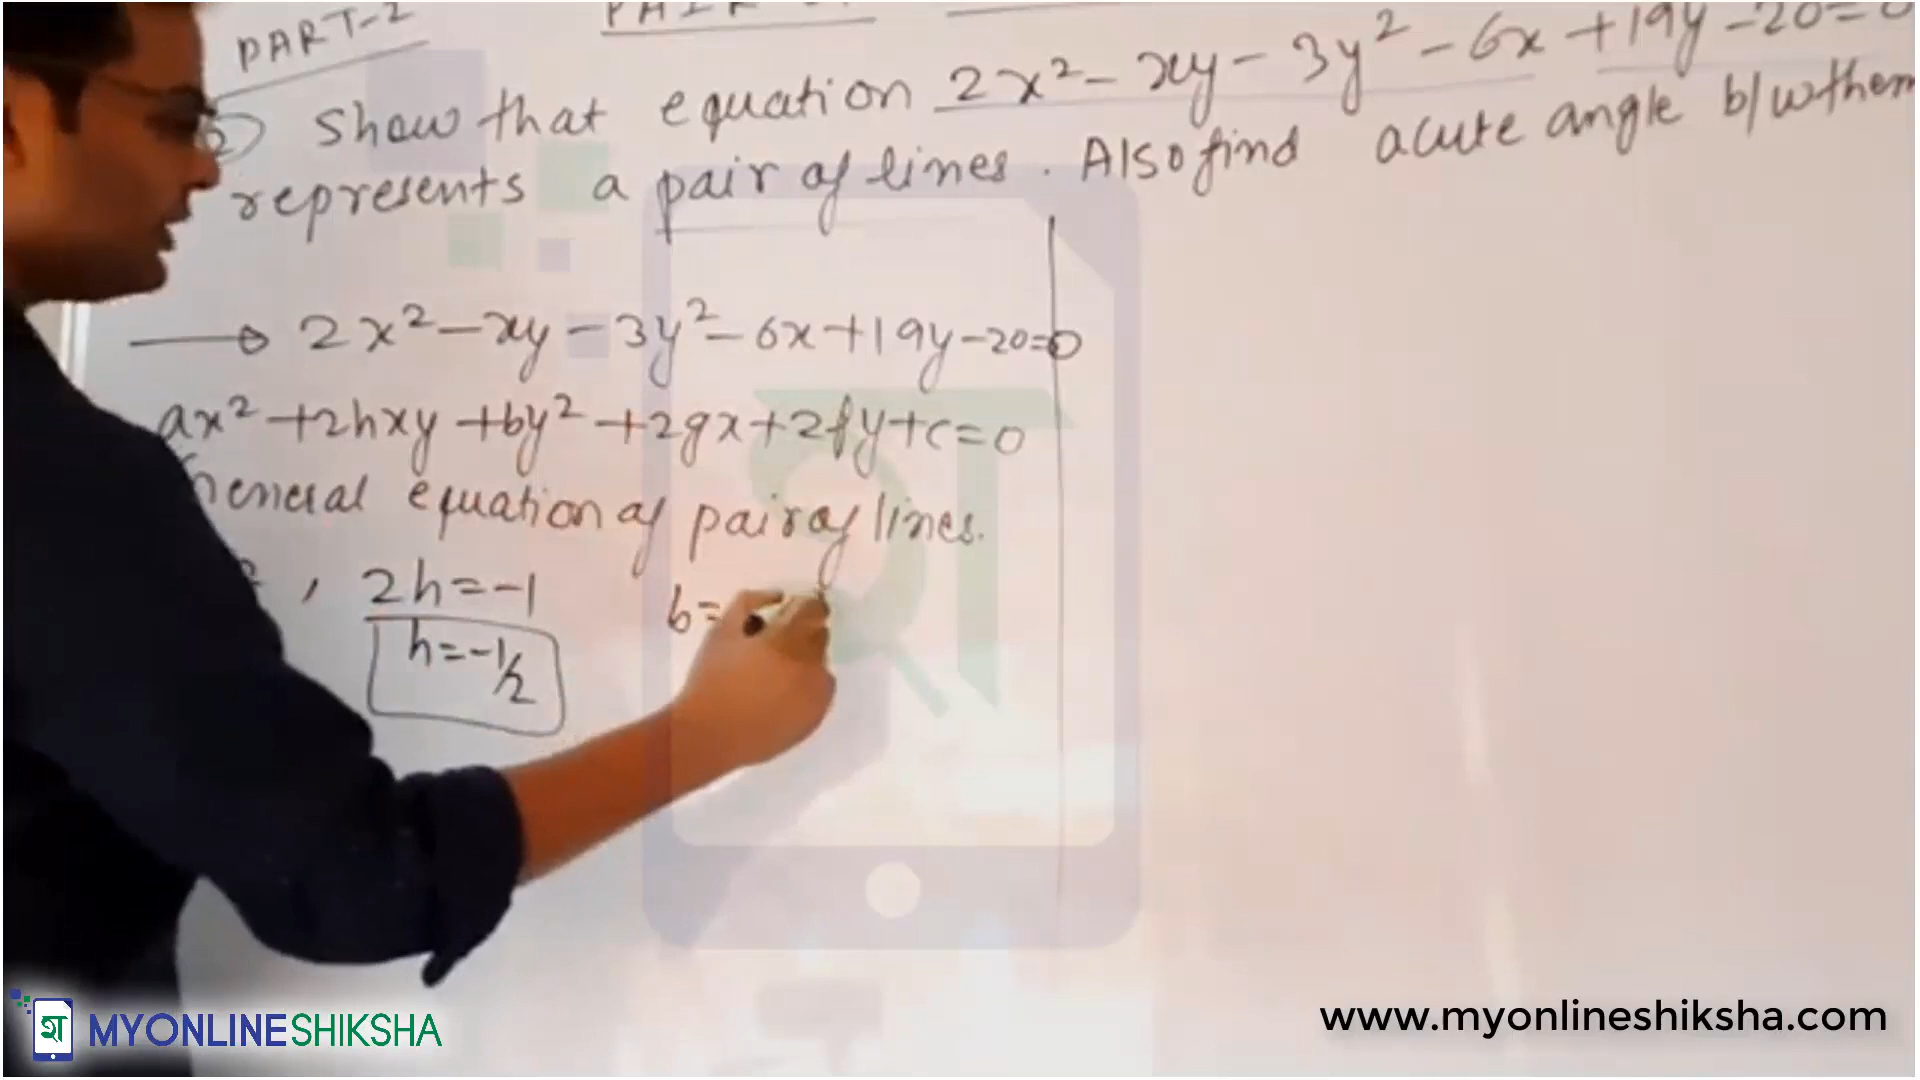 PART-2
2 Show that equation 2x² - xy - 3y² - 6x + 19y - 20 = 0
represents a pair of lines. Also find acute angle b/w them
2x² - xy - 3y² - 6x + 19y - 20 = 0
ax² + 2hxy + by² + 2gx + 2fy + c = 0
General equation of pair of lines.
, 2h = -1 b =
h = -1/2
MYONLINESHIKSHA
www.myonlineshiksha.com